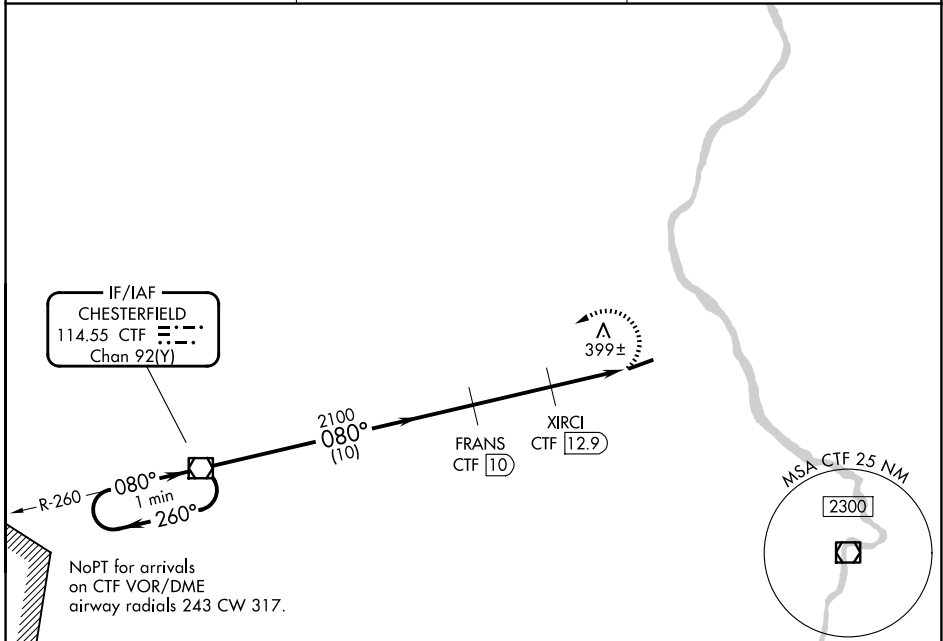 IF/IAF
CHESTERFIELD
114.55 CTF
Chan 92(Y)
399±
2100
080°
(10)
XIRCI
CTF 12.9
FRANS
CTF 10
R-260
080°
1 min
260°
NoPT for arrivals
on CTF VOR/DME
airway radials 243 CW 317.
MSA CTF 25 NM
2300